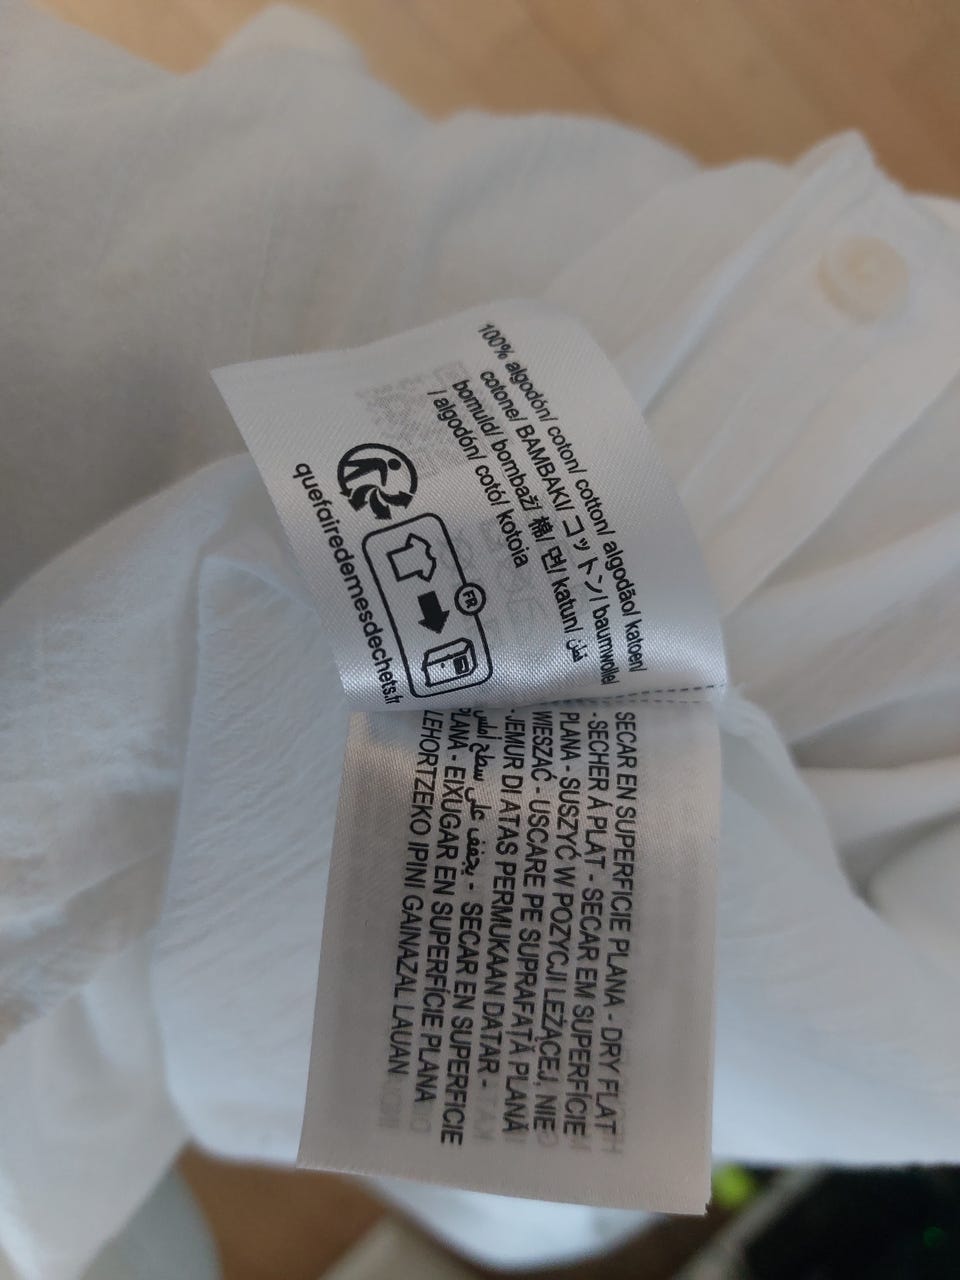 100% algodón/ coton/ cotton/ algodão/ katoen/
cotone/ BAMBAKI/ コットン/ baumwolle/
bomuld/ bombaž/ 棉/ 면/ katun/ قطن
/ algodón/ cotó/ kotoia
FR
quefairedemesdechets.fr
SECAR EN SUPERFICIE PLANA - DRY FLAT
- SECHER À PLAT - SECAR EM SUPERFÍCIE
PLANA - SUSZYĆ W POZYCJI LEŻĄCEJ, NIE
WIESZAĆ - USCARE PE SUPRAFAȚĂ PLANĂ
- JEMUR DI ATAS PERMUKAAN DATAR -
يجفف على سطح أملس - SECAR EN SUPERFICIE
PLANA - EIXUGAR EN SUPERFÍCIE PLANA
LEHORTZEKO IPINI GAINAZAL LAUAN